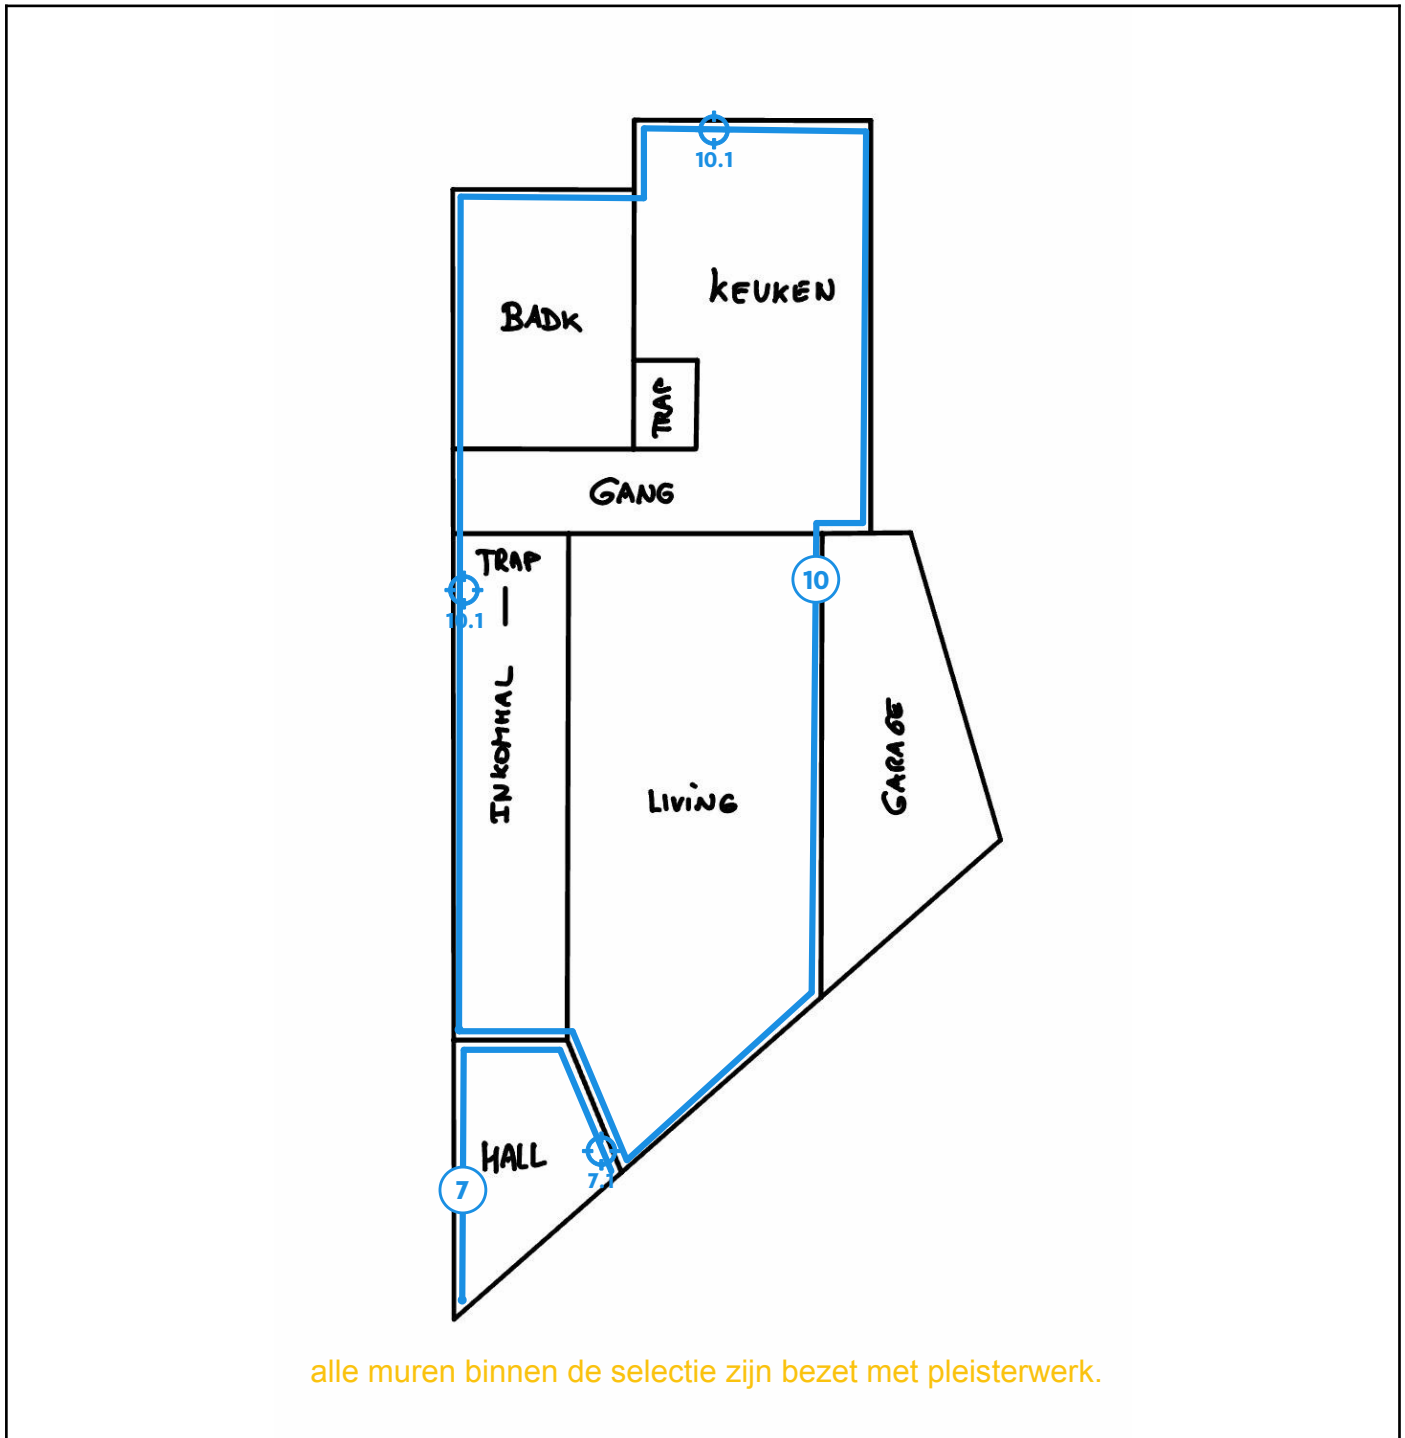 10.1
KEUKEN
BADK
TRAP
GANG
TRAP
10
10.1
INKOMHAL
LIVING
GARAGE
HALL
7.1
7
alle muren binnen de selectie zijn bezet met pleisterwerk.